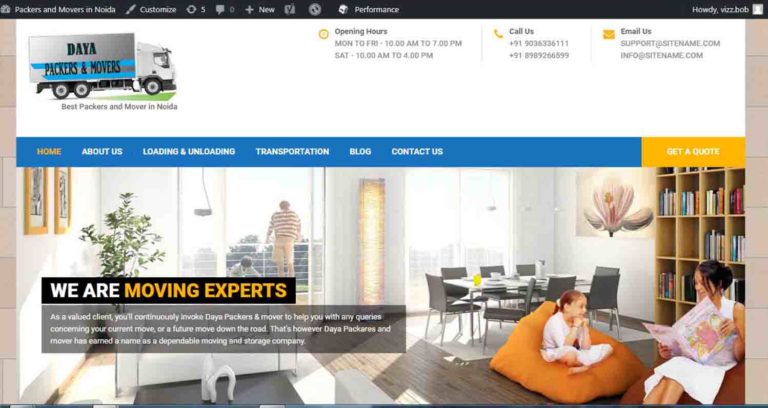 Packers and Movers in Noida Customize 5 0 New Performance Howdy, vizz.bob
DAYA
PACKERS & MOVERS
Best Packers and Mover in Noida
Opening Hours
MON TO FRI - 10.00 AM TO 7.00 PM
SAT - 10.00 AM TO 4.00 PM
Call Us
+91 9036336111
+91 8989266599
Email Us
SUPPORT@SITENAME.COM
INFO@SITENAME.COM
HOME ABOUT US LOADING & UNLOADING TRANSPORTATION BLOG CONTACT US GET A QUOTE
WE ARE MOVING EXPERTS
As a valued client, you'll continuously invoke Daya Packers & mover to help you with any queries
concerning your current move, or a future move down the road. That's however Daya Packares and
mover has earned a name as a dependable moving and storage company.